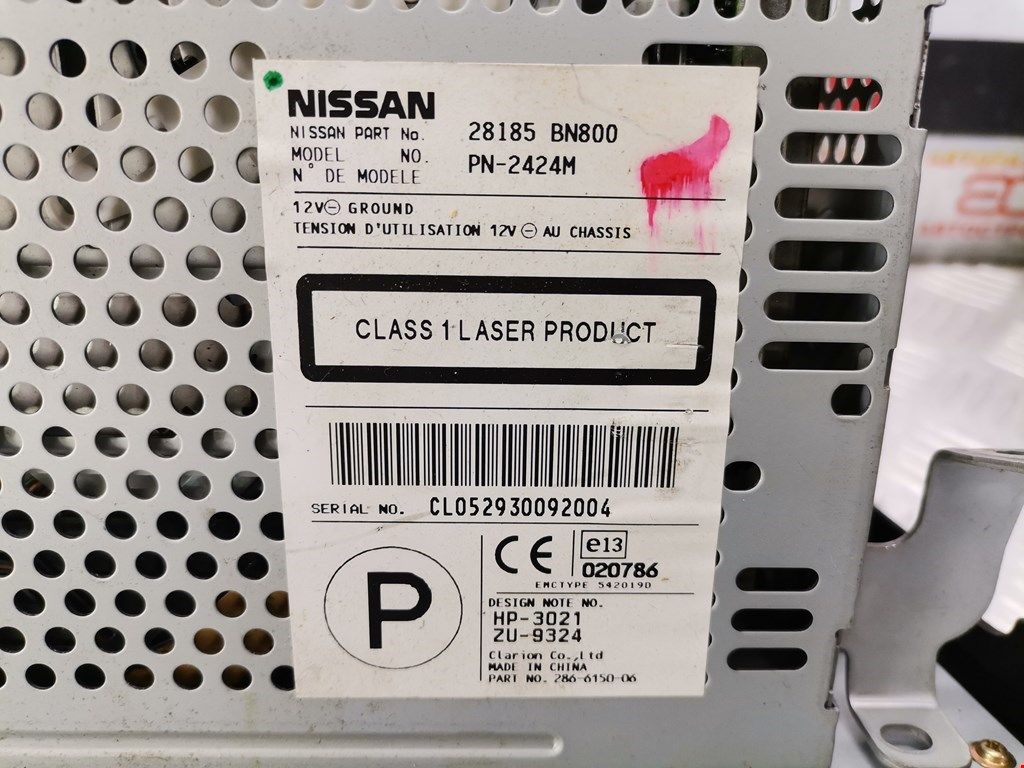 NISSAN
NISSAN PART No. 28185 BN800
MODEL NO. PN-2424M
N° DE MODELE
12V⊖ GROUND
TENSION D'UTILISATION 12V ⊖ AU CHASSIS
CLASS 1 LASER PRODUCT
SERIAL NO. CL052930092004
P
CE e13
020786
EMCTYPE 542019D
DESIGN NOTE NO.
HP-3021
ZU-9324
Clarion Co.,Ltd
MADE IN CHINA
PART NO. 286-6150-06